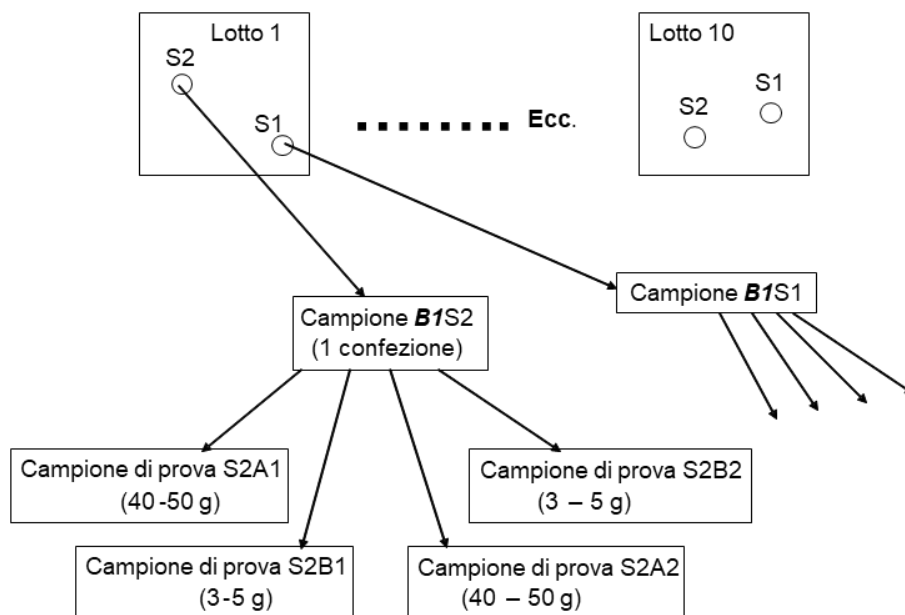 Lotto 1
S2
S1
Ecc.
Lotto 10
S1
S2
Campione B1S1
Campione B1S2
(1 confezione)
Campione di prova S2A1
(40 -50 g)
Campione di prova S2B2
(3 – 5 g)
Campione di prova S2B1
(3 -5 g)
Campione di prova S2A2
(40 – 50 g)